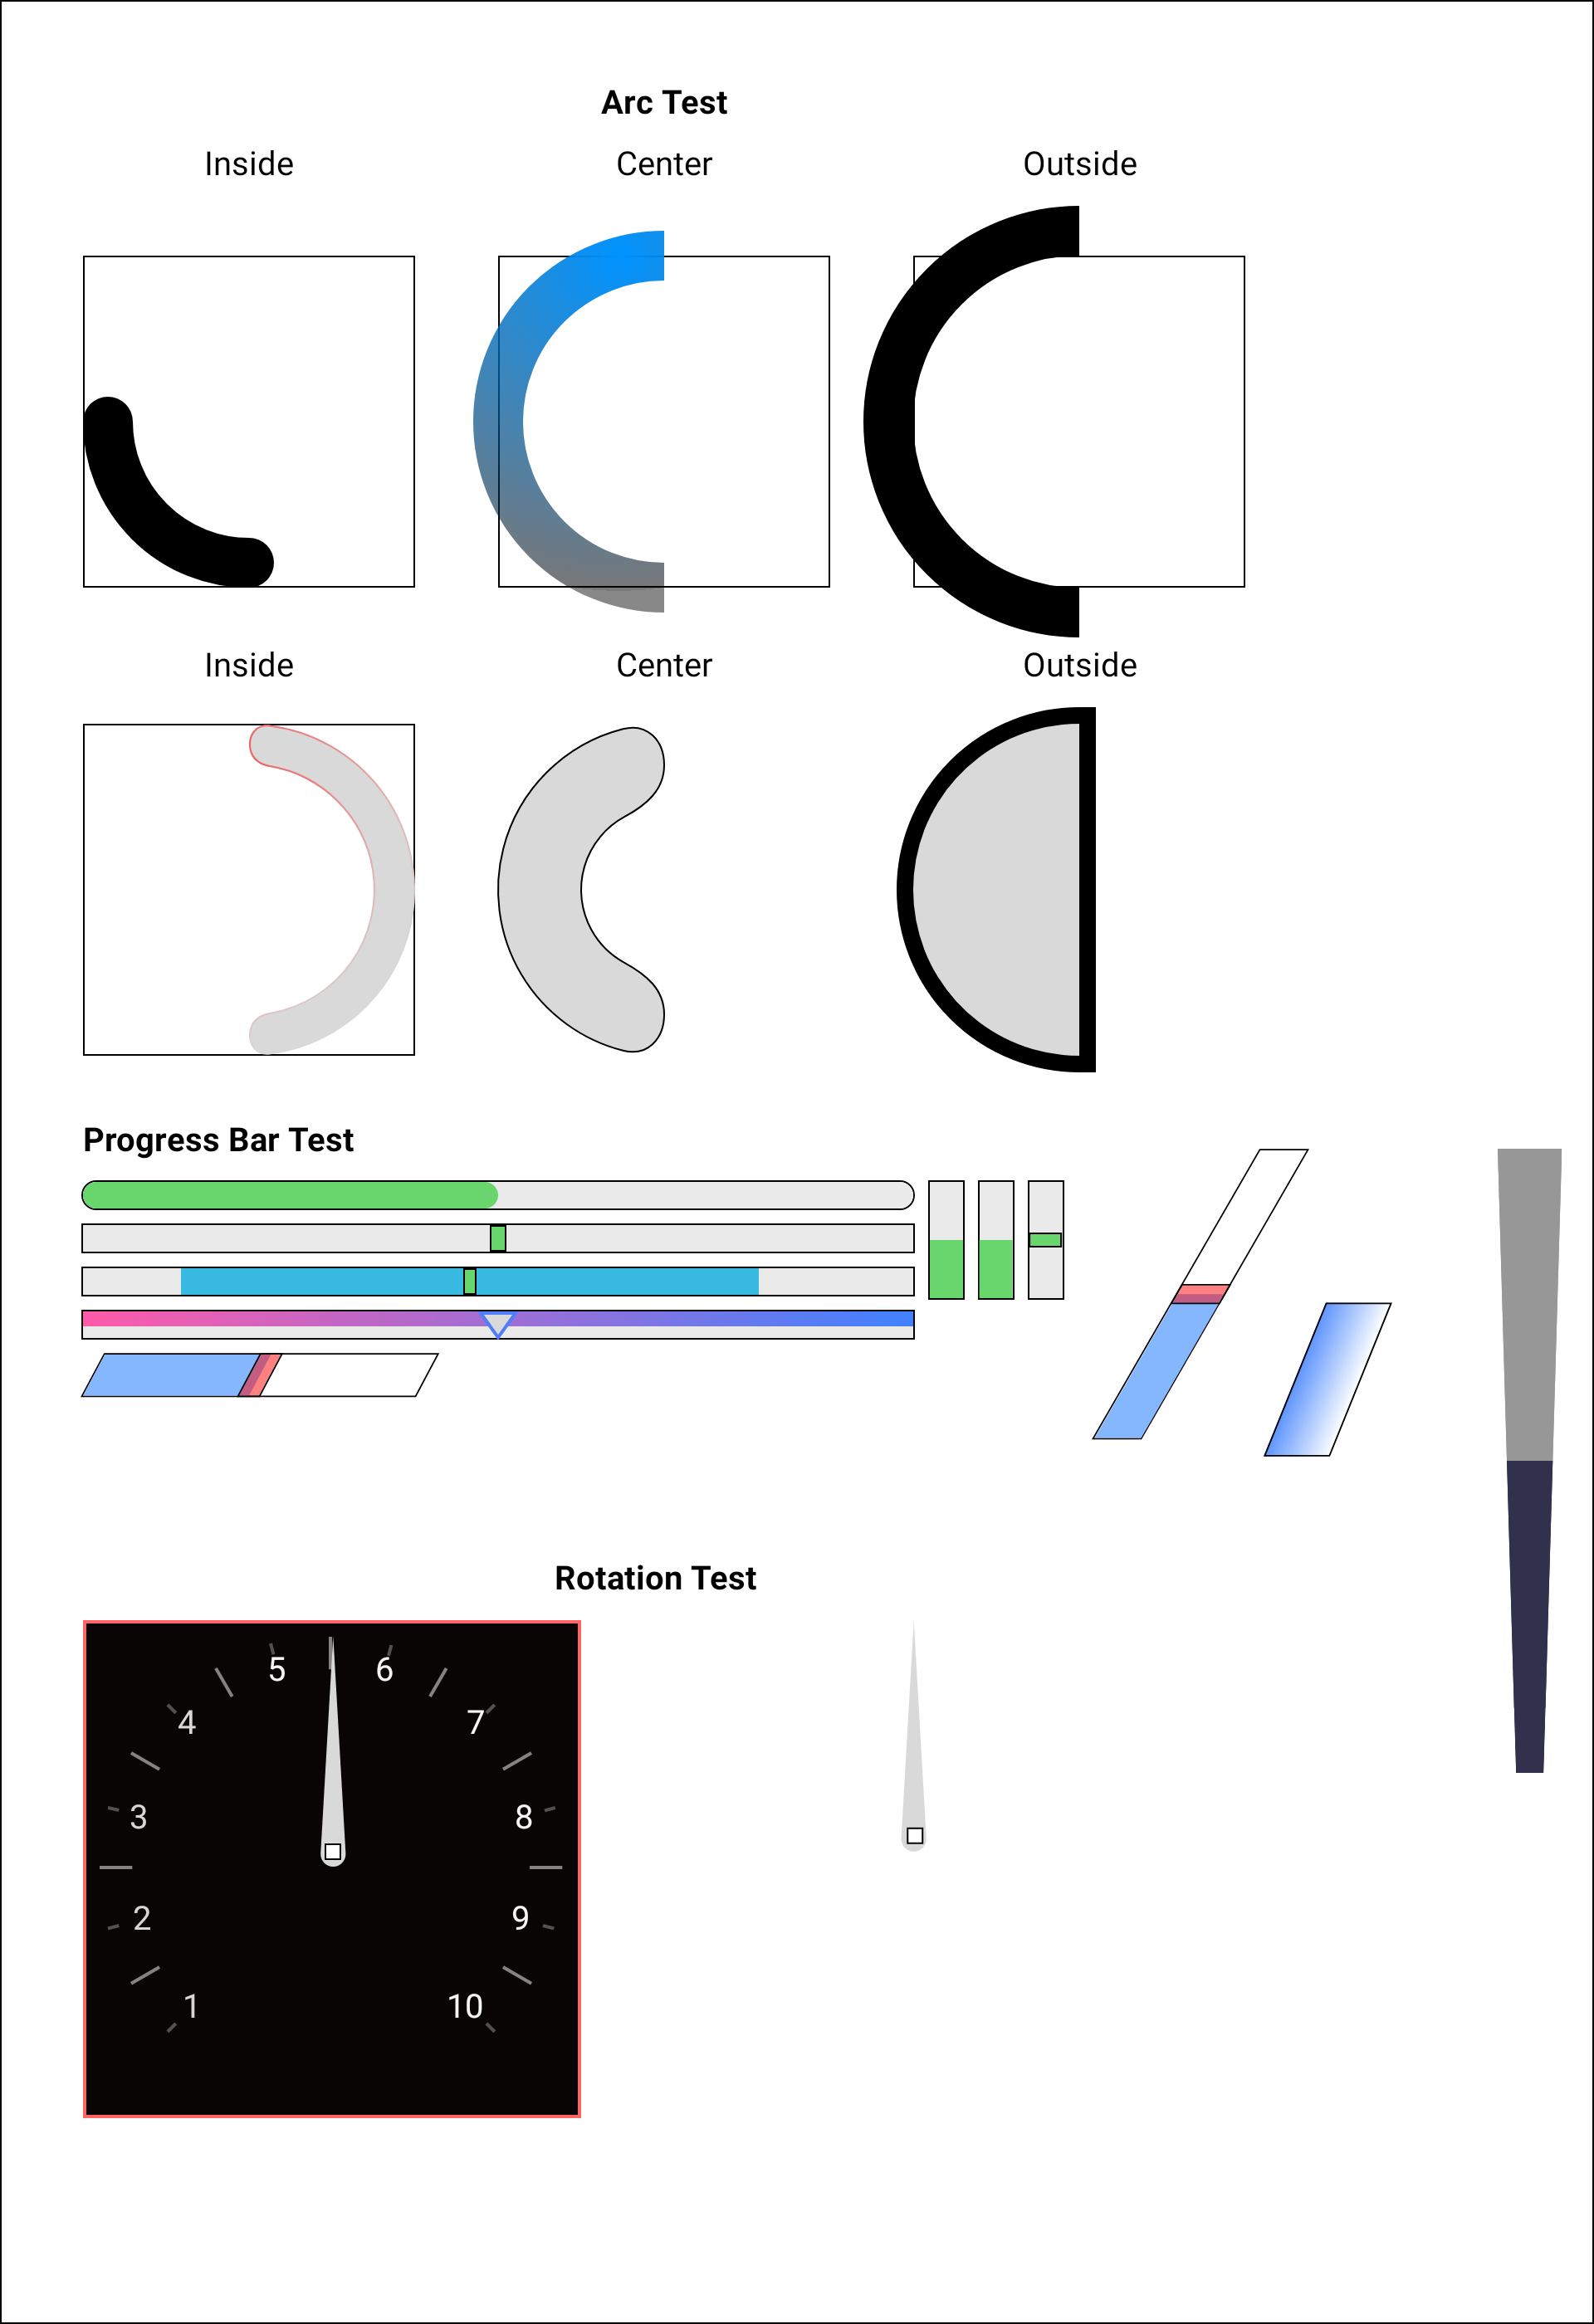 Arc Test
Inside Center Outside
Inside Center Outside
Progress Bar Test
Rotation Test
5 6
4 7
3 8
2 9
1 10